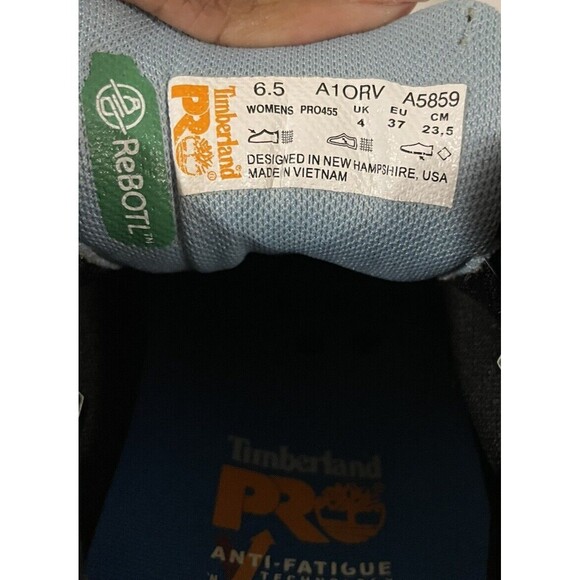 ReBOTL™
Timberland
PRO
6.5 A1ORV A5859
WOMENS PRO455 UK EU CM
4 37 23,5
DESIGNED IN NEW HAMPSHIRE, USA
MADE IN VIETNAM
Timberland
PRO
ANTI-FATIGUE